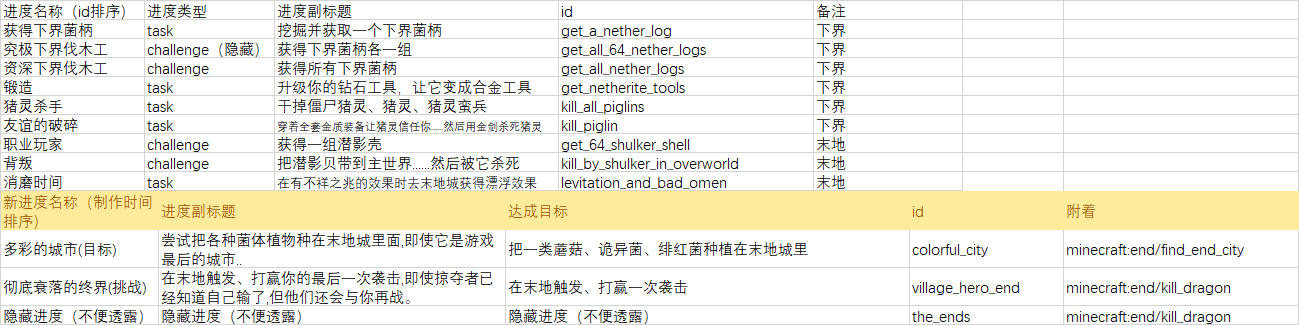 进度名称（id排序） 进度类型 进度副标题 id 备注
获得下界菌柄 task 挖掘并获取一个下界菌柄 get_a_nether_log 下界
究极下界伐木工 challenge（隐藏） 获得下界菌柄各一组 get_all_64_nether_logs 下界
资深下界伐木工 challenge 获得所有下界菌柄 get_all_nether_logs 下界
锻造 task 升级你的钻石工具，让它变成合金工具 get_netherite_tools 下界
猪灵杀手 task 干掉僵尸猪灵、猪灵、猪灵蛮兵 kill_all_piglins 下界
友谊的破碎 task 穿着全套金质装备让猪灵信任你......然后用金剑杀死猪灵 kill_piglin 下界
职业玩家 challenge 获得一组潜影壳 get_64_shulker_shell 末地
背叛 challenge 把潜影贝带到主世界......然后被它杀死 kill_by_shulker_in_overworld 末地
消磨时间 task 在有不祥之兆的效果时去末地城获得漂浮效果 levitation_and_bad_omen 末地
新进度名称（制作时间
排序） 进度副标题 达成目标 id 附着
多彩的城市(目标) 尝试把各种菌体植物种在末地城里面,即使它是游戏
最后的城市.. 把一类蘑菇、诡异菌、绯红菌种植在末地城里 colorful_city minecraft:end/find_end_city
彻底衰落的终界(挑战) 在末地触发、打赢你的最后一次袭击,即使掠夺者已
经知道自己输了,但他们还会与你再战。 在末地触发、打赢一次袭击 village_hero_end minecraft:end/kill_dragon
隐藏进度（不便透露） 隐藏进度（不便透露） 隐藏进度（不便透露） the_ends minecraft:end/kill_dragon